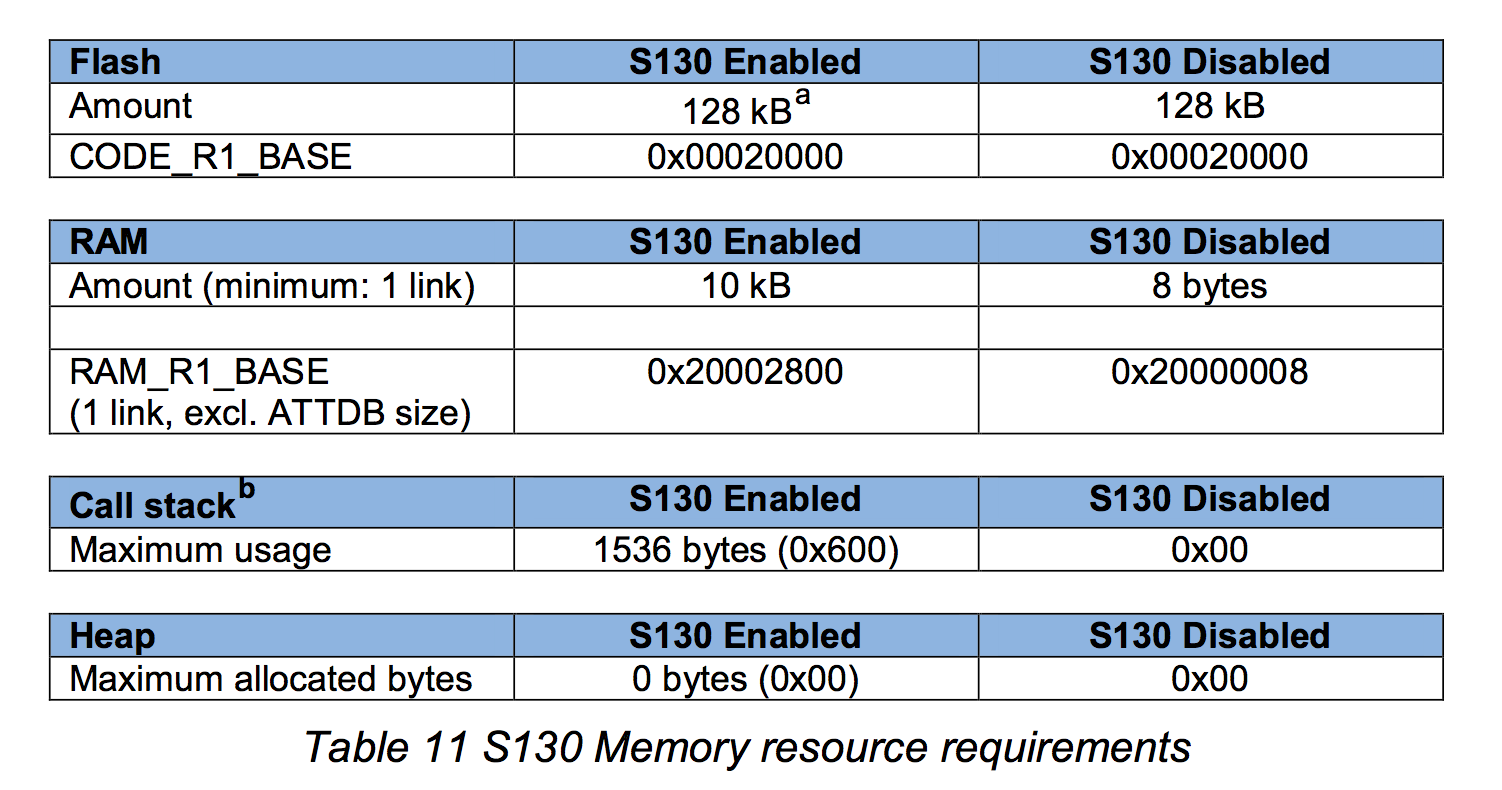 Flash S130 Enabled S130 Disabled
Amount 128 kBa 128 kB
CODE_R1_BASE 0x00020000 0x00020000
RAM S130 Enabled S130 Disabled
Amount (minimum: 1 link) 10 kB 8 bytes
RAM_R1_BASE 0x20002800 0x20000008
(1 link, excl. ATTDB size)
Call stackb S130 Enabled S130 Disabled
Maximum usage 1536 bytes (0x600) 0x00
Heap S130 Enabled S130 Disabled
Maximum allocated bytes 0 bytes (0x00) 0x00
Table 11 S130 Memory resource requirements